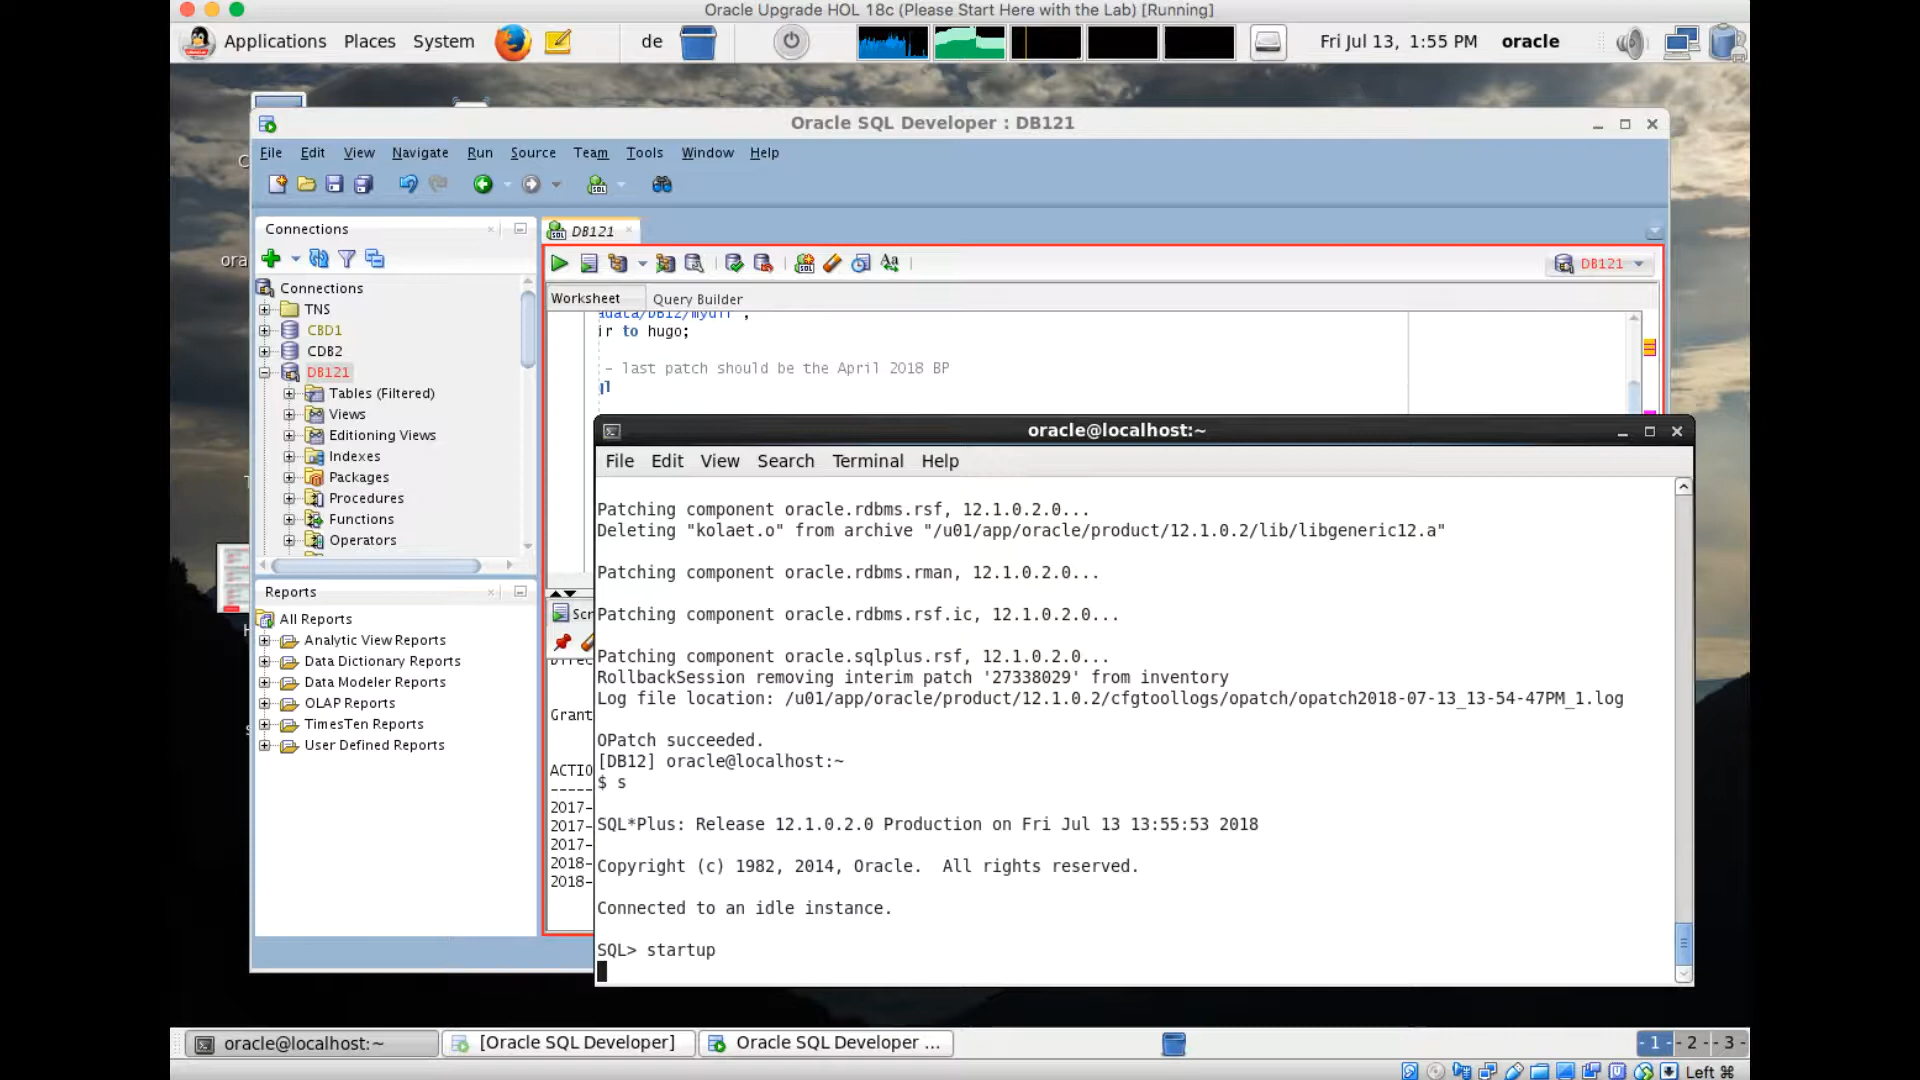 Oracle Upgrade HOL 18c (Please Start Here with the Lab) [Running]
Applications Places System de Fri Jul 13, 1:55 PM oracle
Oracle SQL Developer : DB121
File Edit View Navigate Run Source Team Tools Window Help
Connections
DB121
DB121
Worksheet Query Builder
Connections
TNS
CBD1
CDB2
DB121
Tables (Filtered)
Views
Editioning Views
Indexes
Packages
Procedures
Functions
Operators
ir to hugo;
- last patch should be the April 2018 BP
ql
Reports
All Reports
Analytic View Reports
Data Dictionary Reports
Data Modeler Reports
OLAP Reports
TimesTen Reports
User Defined Reports
Scr
Grant
ACTIO
-----
2017-
2017-
2017-
2018-
2018-
oracle@localhost:~
File Edit View Search Terminal Help
Patching component oracle.rdbms.rsf, 12.1.0.2.0...
Deleting "kolaet.o" from archive "/u01/app/oracle/product/12.1.0.2/lib/libgeneric12.a"
Patching component oracle.rdbms.rman, 12.1.0.2.0...
Patching component oracle.rdbms.rsf.ic, 12.1.0.2.0...
Patching component oracle.sqlplus.rsf, 12.1.0.2.0...
RollbackSession removing interim patch '27338029' from inventory
Log file location: /u01/app/oracle/product/12.1.0.2/cfgtoollogs/opatch/opatch2018-07-13_13-54-47PM_1.log
OPatch succeeded.
[DB12] oracle@localhost:~
$ s
SQL*Plus: Release 12.1.0.2.0 Production on Fri Jul 13 13:55:53 2018
Copyright (c) 1982, 2014, Oracle.  All rights reserved.
Connected to an idle instance.
SQL> startup
oracle@localhost:~ [Oracle SQL Developer] Oracle SQL Developer ... - 1 - - 2 - - 3 -
Left ⌘